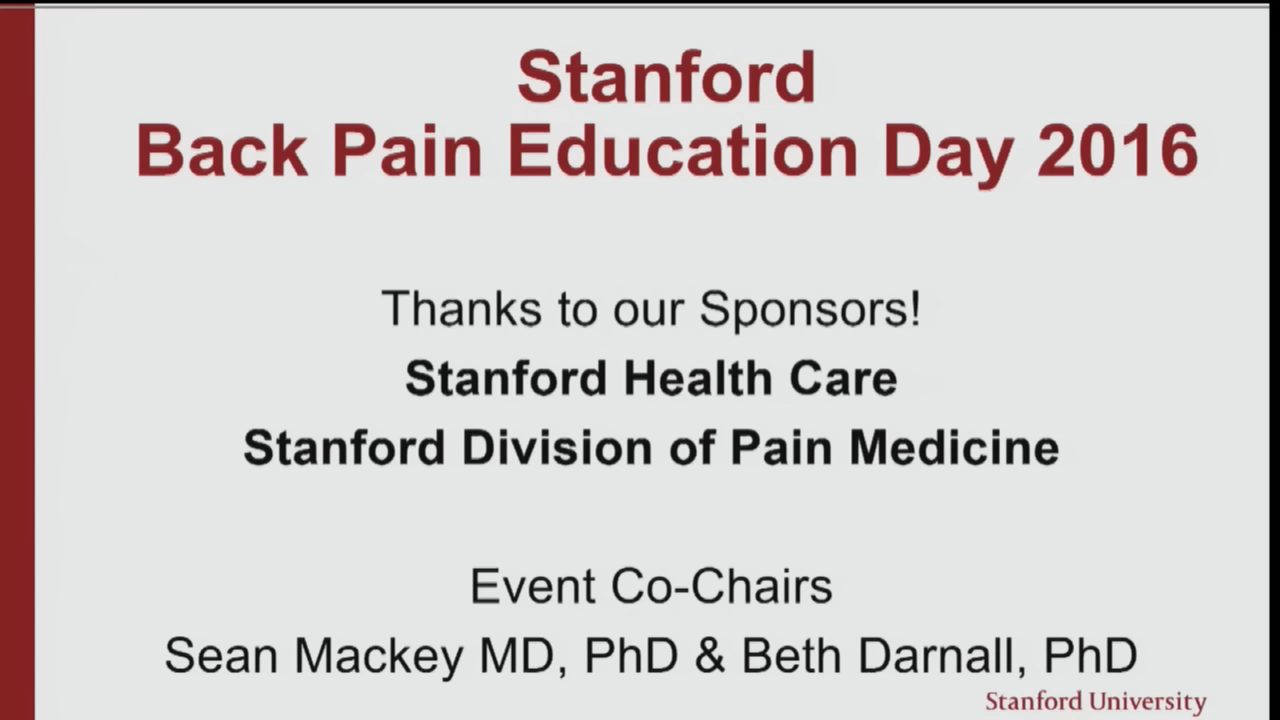 Stanford
Back Pain Education Day 2016
Thanks to our Sponsors!
Stanford Health Care
Stanford Division of Pain Medicine
Event Co-Chairs
Sean Mackey MD, PhD & Beth Darnall, PhD
Stanford University